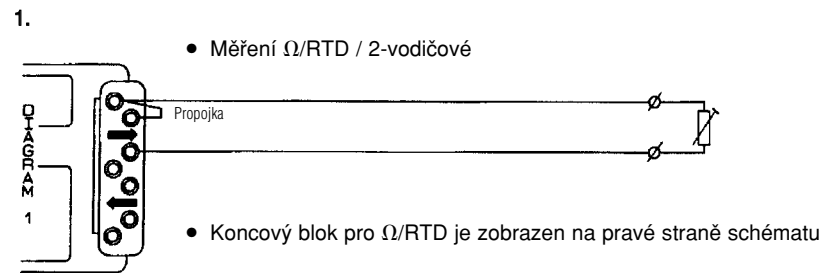 1.
• Měření Ω/RTD / 2-vodičové
Propojka
DIAGRAM 1
• Koncový blok pro Ω/RTD je zobrazen na pravé straně schématu